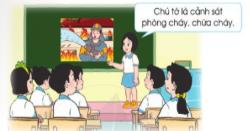 Chú tớ là cảnh sát
phòng cháy, chữa cháy.